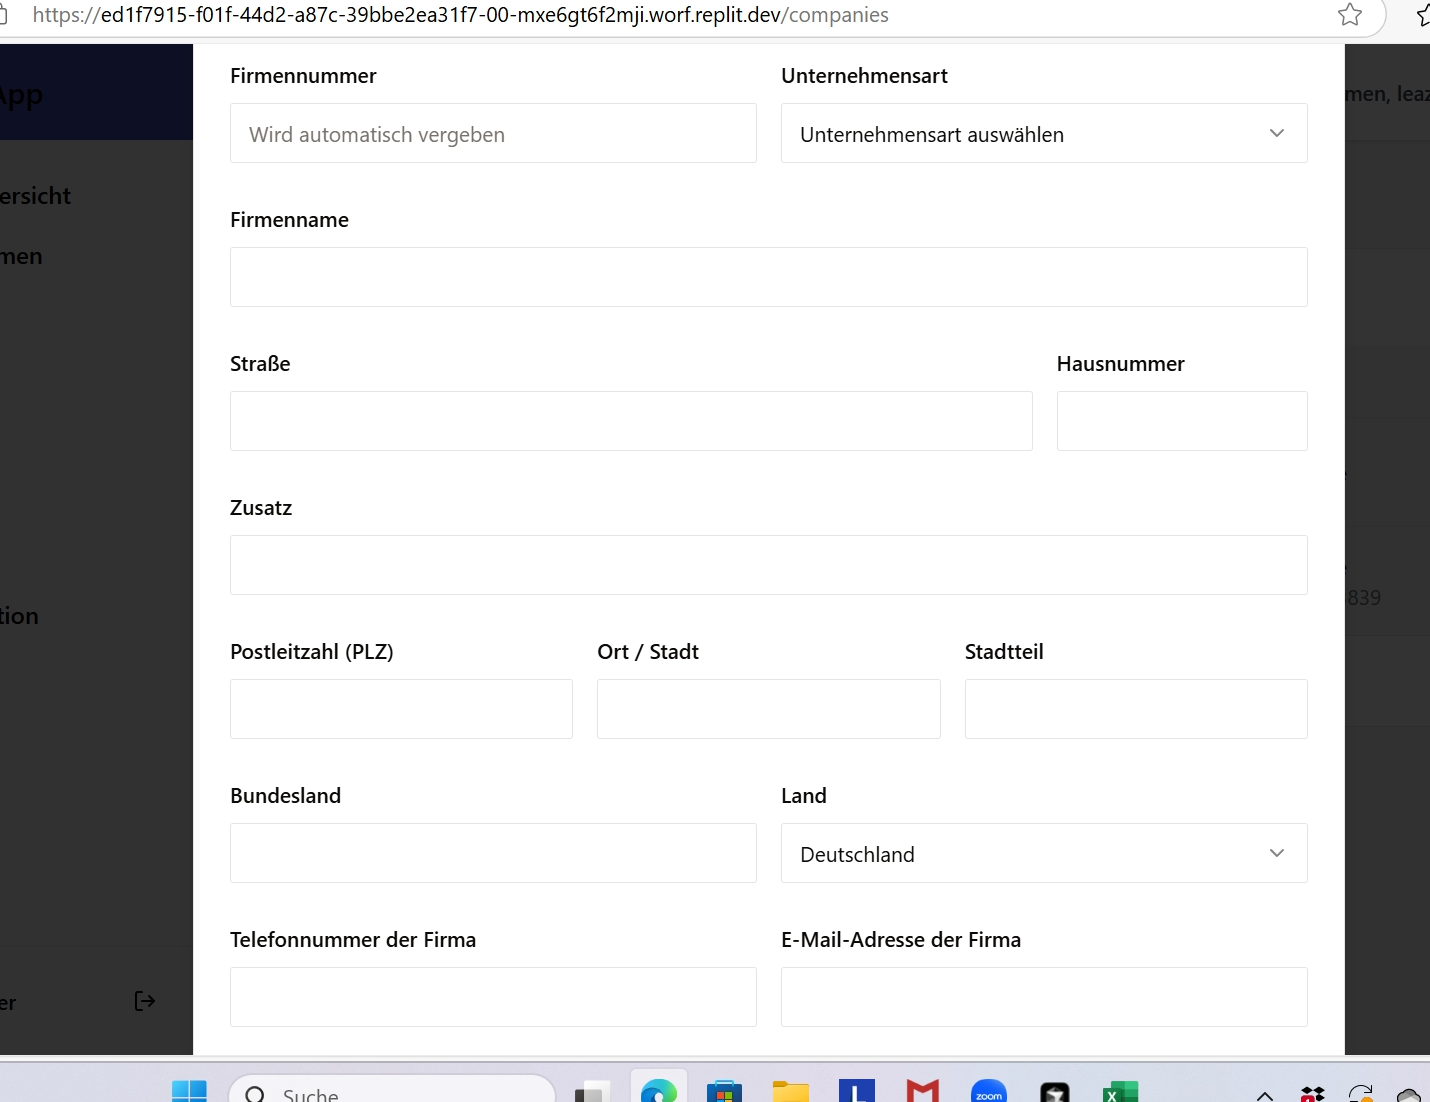 https://ed1f7915-f01f-44d2-a87c-39bbe2ea31f7-00-mxe6gt6f2mji.worf.replit.dev/companies
App
men, leaz
Firmennummer
Unternehmensart
Wird automatisch vergeben
Unternehmensart auswählen
ersicht
Firmenname
men
Straße
Hausnummer
Zusatz
839
tion
Postleitzahl (PLZ)
Ort / Stadt
Stadtteil
Bundesland
Land
Deutschland
Telefonnummer der Firma
E-Mail-Adresse der Firma
er
Suche
L
zoom
X
1